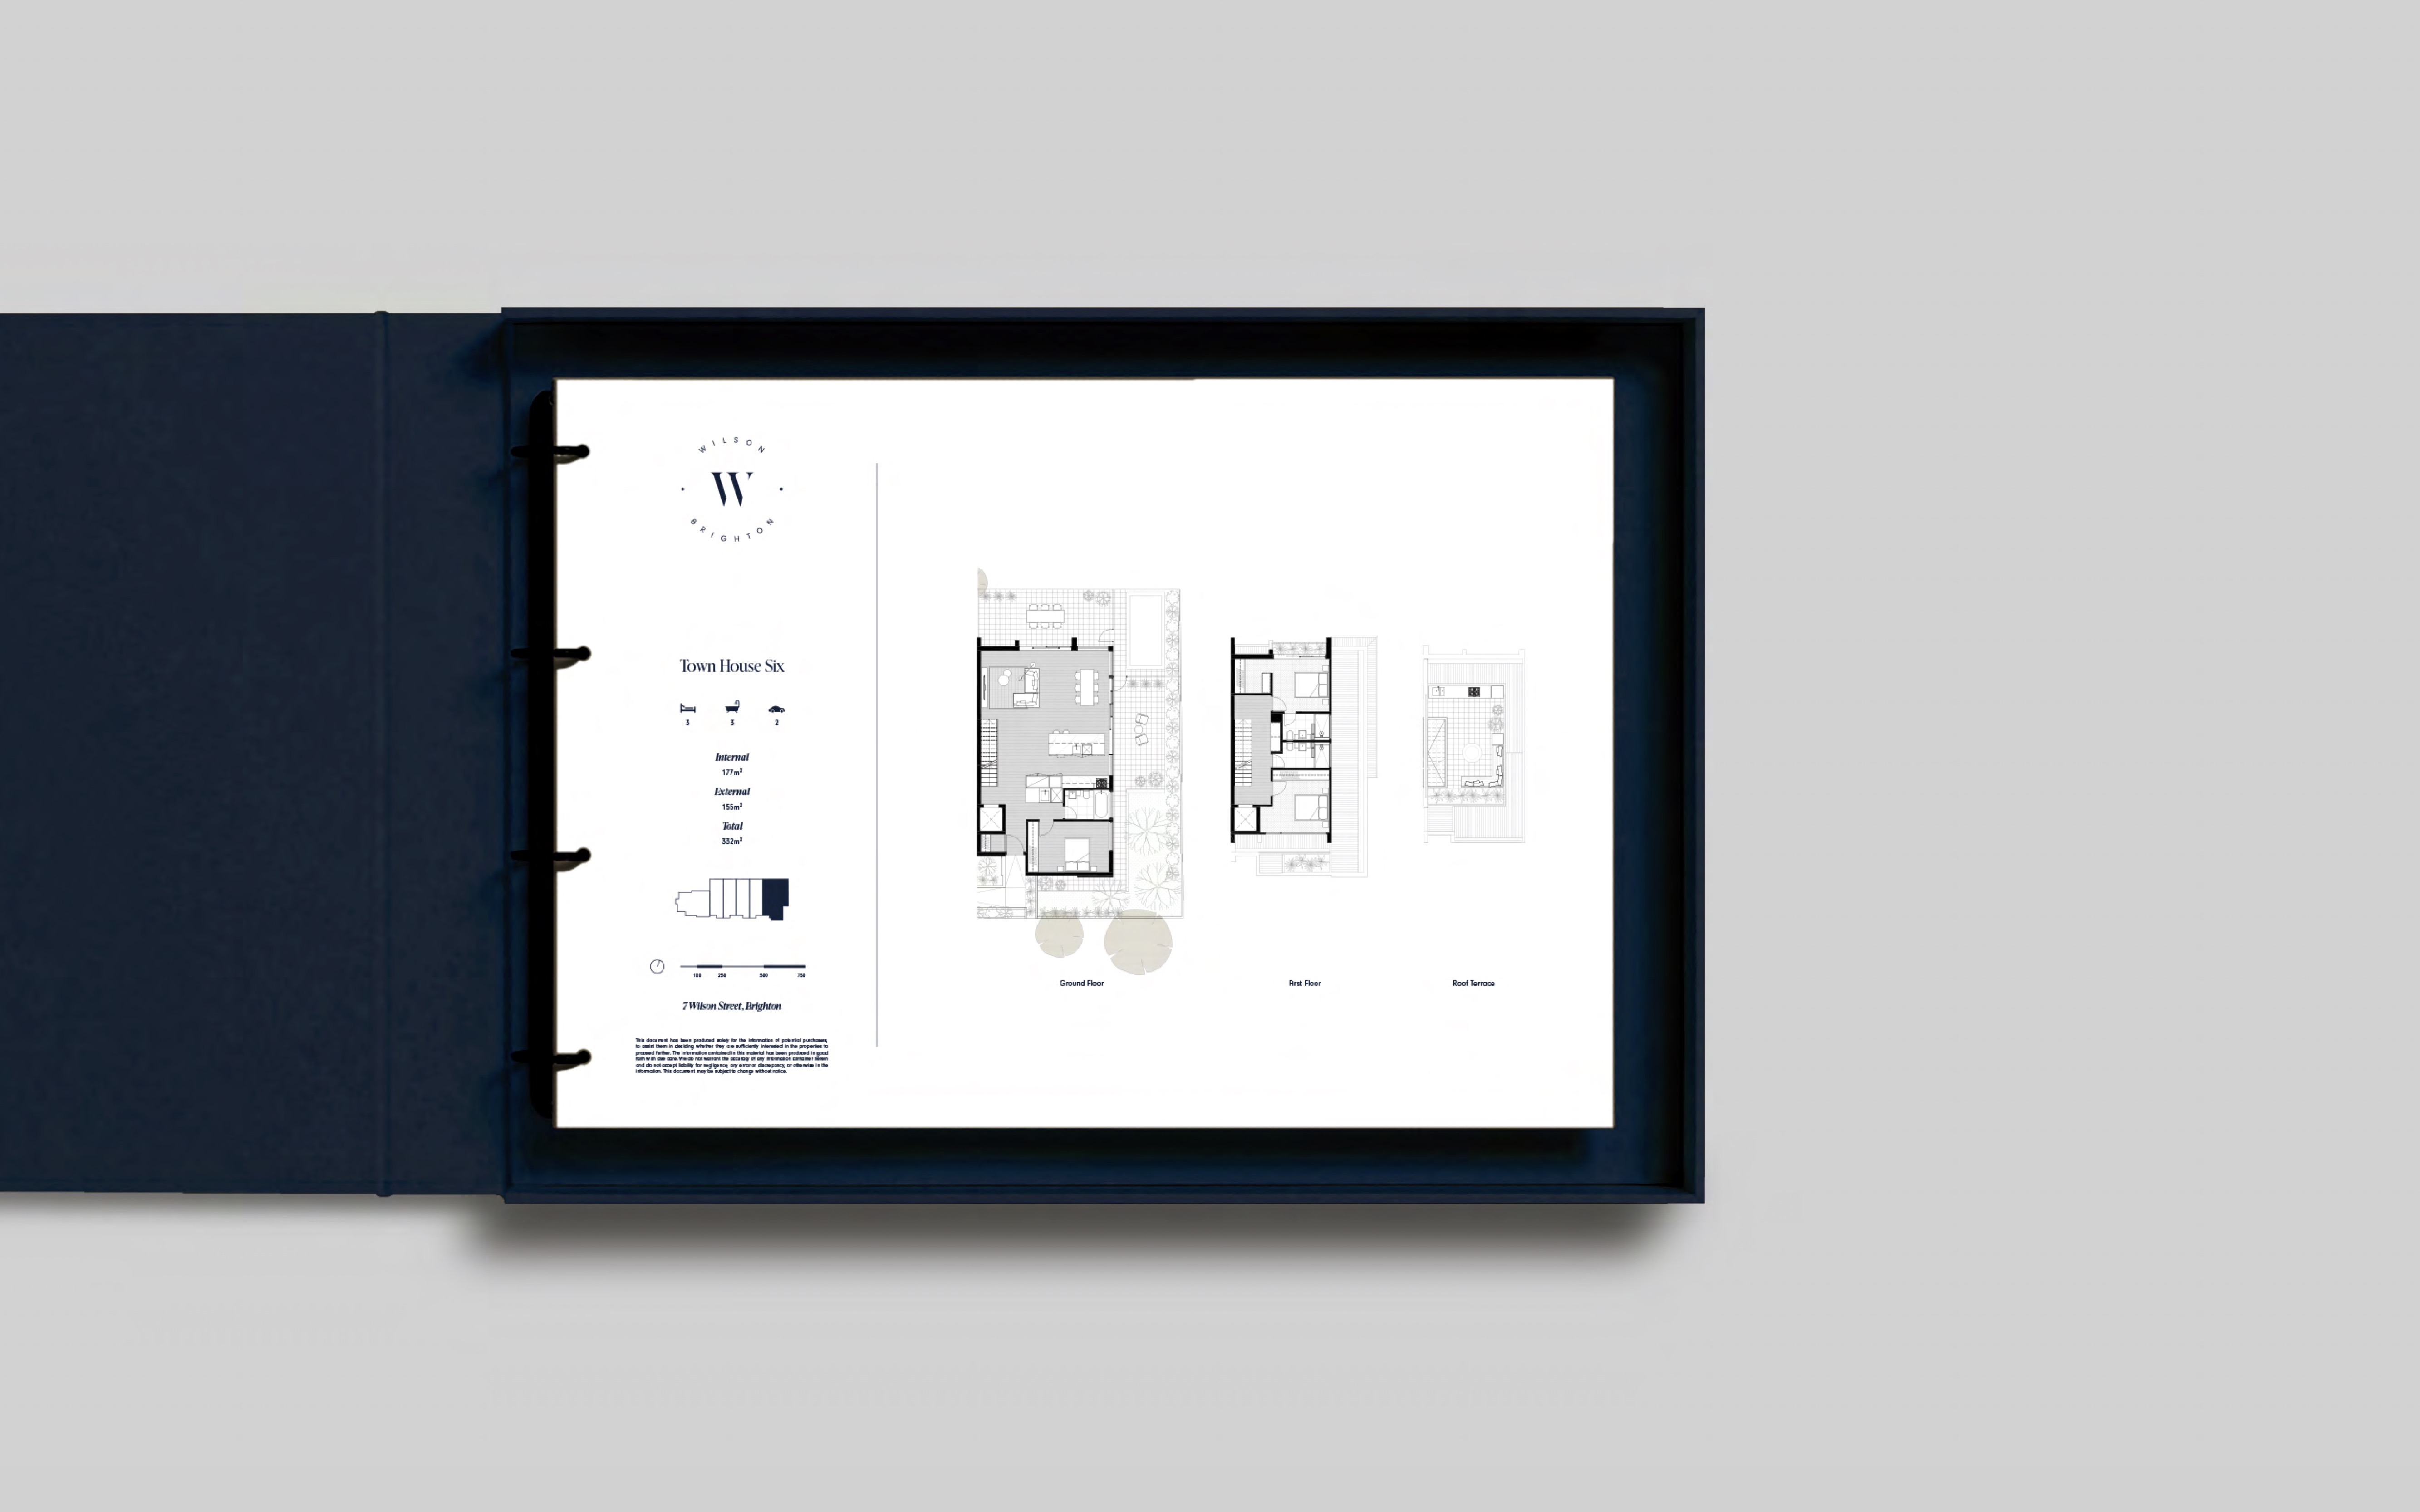 WILSON
W
BRIGHTON
Town House Six
3 3 2
Internal
177m²
External
155m²
Total
332m²
100 250 500 750
7 Wilson Street, Brighton
This document has been produced solely for the information of potential purchasers,
to assist them in deciding whether they are sufficiently interested in the properties to
proceed further. The information contained in this material has been produced in good
faith with due care. We do not warrant the accuracy of any information container herein
and do not accept liability for negligence, any error or discrepancy, or otherwise in the
information. This document may be subject to change without notice.
Ground Floor
First Floor
Roof Terrace